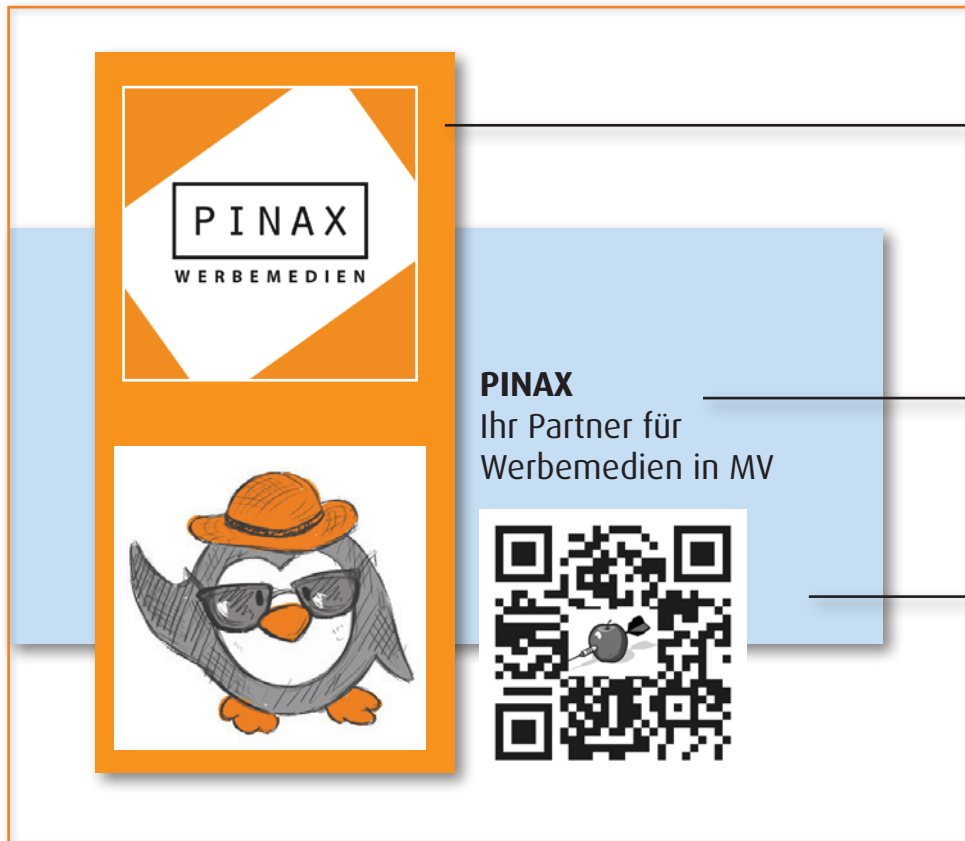 PINAX
WERBEMEDIEN
PINAX
Ihr Partner für
Werbemedien in MV